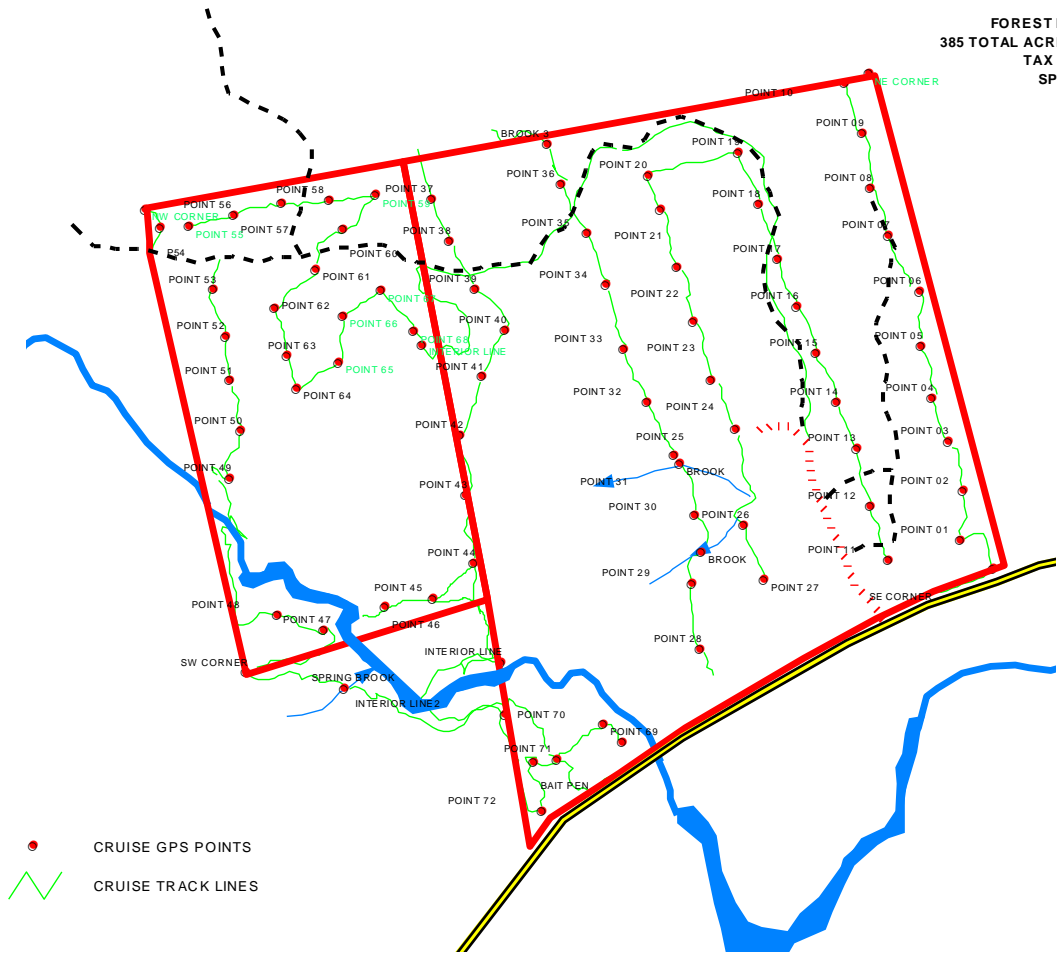 FOREST
385 TOTAL ACR
TAX
SP
NE CORNER
POINT 10
POINT 09
BROOK 3
POINT 19
POINT 20
POINT 36
POINT 08
POINT 58
POINT 37
POINT 59
POINT 18
POINT 56
NW CORNER
POINT 55
POINT 57
POINT 38
POINT 35
POINT 21
POINT 07
P54
POINT 60
POINT 17
POINT 53
POINT 61
POINT 39
POINT 34
POINT 06
POINT 22
POINT 16
POINT 62
POINT 67
POINT 52
POINT 66
POINT 40
POINT 33
POINT 05
POINT 63
POINT 68
INTERIOR LINE
POINT 23
POINT 15
POINT 51
POINT 65
POINT 41
POINT 64
POINT 32
POINT 14
POINT 04
POINT 24
POINT 50
POINT 42
POINT 25
POINT 13
POINT 03
POINT 49
POINT 43
POINT 31
BROOK
POINT 02
POINT 12
POINT 30
POINT 26
POINT 01
POINT 44
POINT 11
BROOK
POINT 29
POINT 27
POINT 45
SE CORNER
POINT 48
POINT 47
POINT 46
POINT 28
INTERIOR LINE
SW CORNER
SPRING BROOK
INTERIOR LINE2
POINT 70
POINT 69
POINT 71
BAIT PEN
POINT 72
CRUISE GPS POINTS
CRUISE TRACK LINES